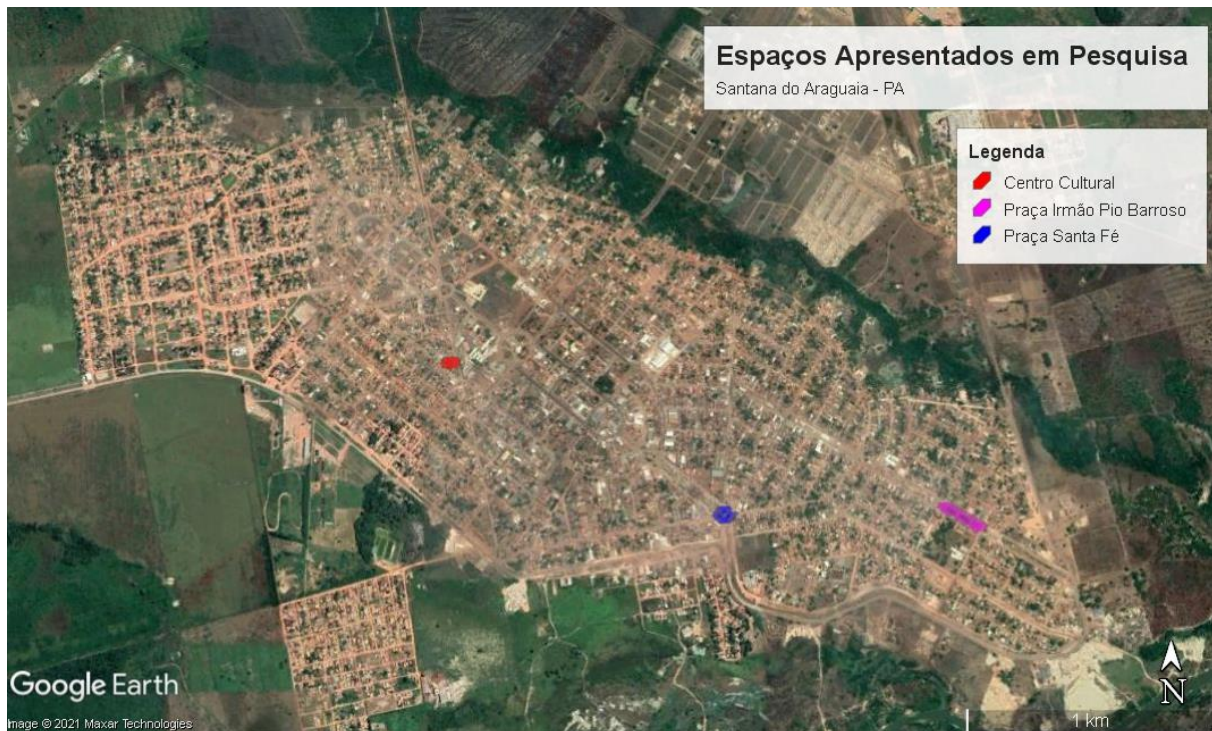 Espaços Apresentados em Pesquisa
Santana do Araguaia - PA
Legenda
Centro Cultural
Praça Irmão Pio Barroso
Praça Santa Fé
Google Earth
Image © 2021 Maxar Technologies
N
1 km